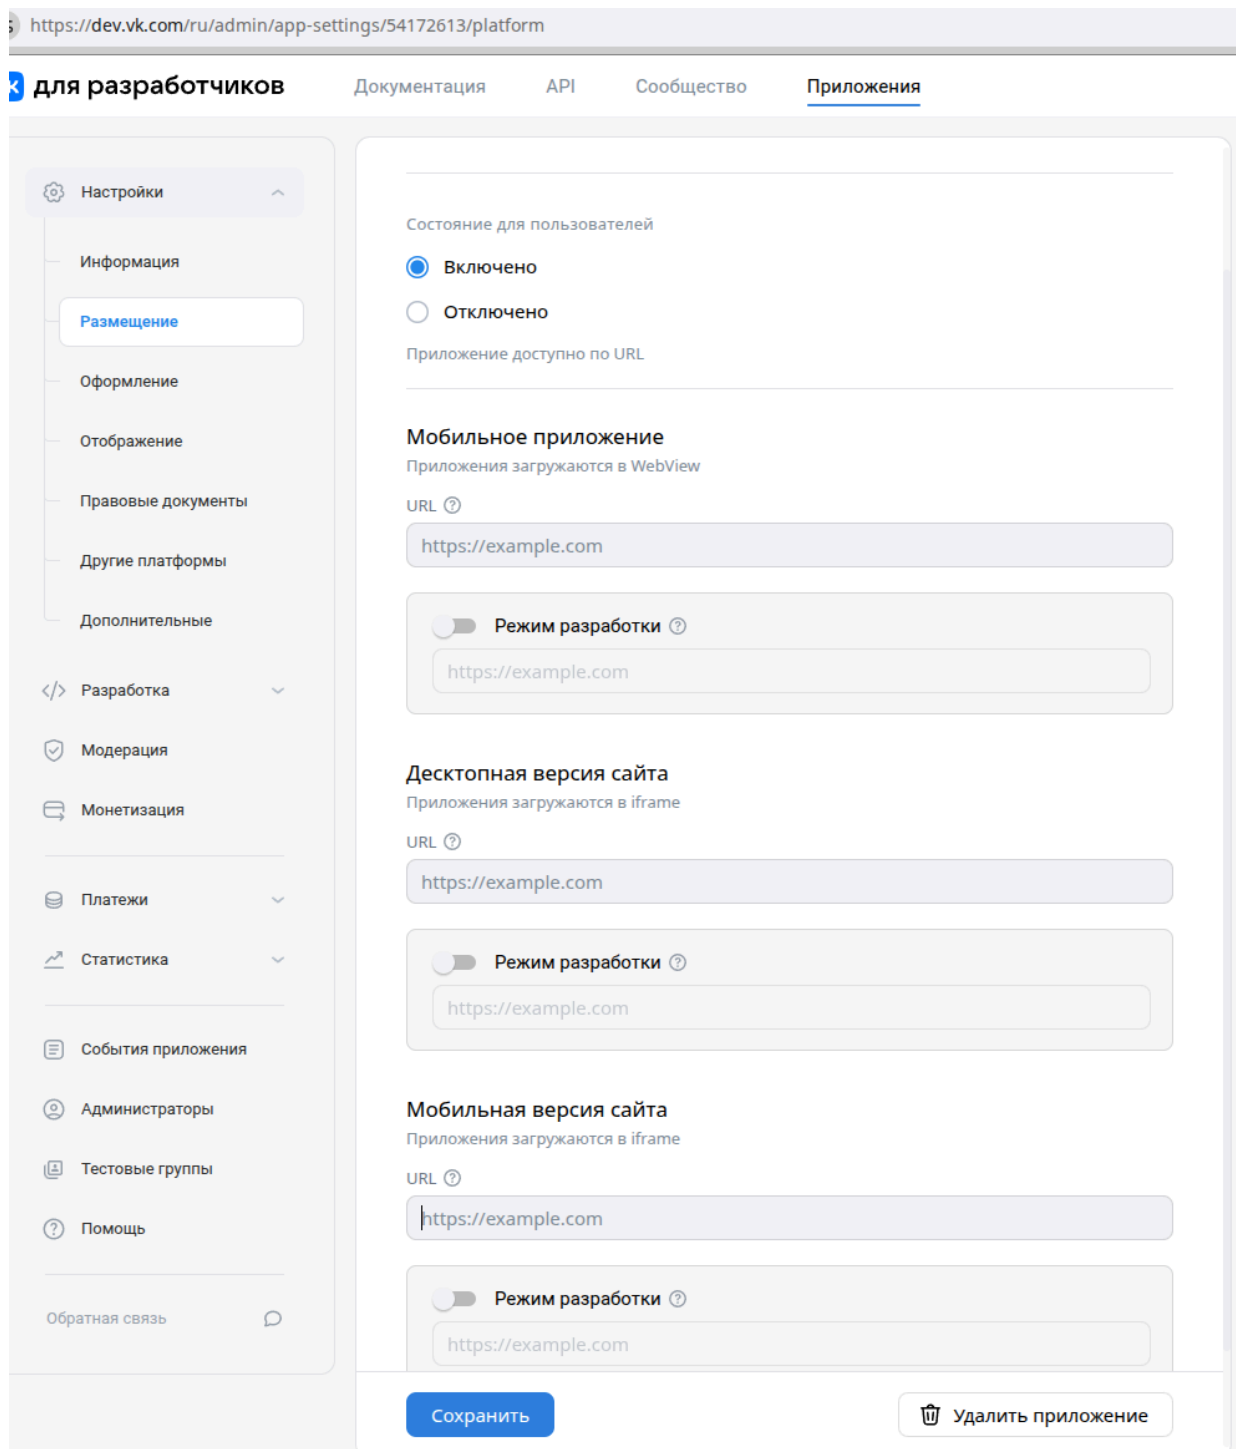 https://dev.vk.com/ru/admin/app-settings/54172613/platform
для разработчиков
Документация
API
Сообщество
Приложения
Настройки
Информация
Размещение
Оформление
Отображение
Правовые документы
Другие платформы
Дополнительные
Разработка
Модерация
Монетизация
Платежи
Статистика
События приложения
Администраторы
Тестовые группы
Помощь
Обратная связь
Состояние для пользователей
Включено
Отключено
Приложение доступно по URL
Мобильное приложение
Приложения загружаются в WebView
URL
https://example.com
Режим разработки
https://example.com
Десктопная версия сайта
Приложения загружаются в iframe
URL
https://example.com
Режим разработки
https://example.com
Мобильная версия сайта
Приложения загружаются в iframe
URL
https://example.com
Режим разработки
https://example.com
Сохранить
Удалить приложение